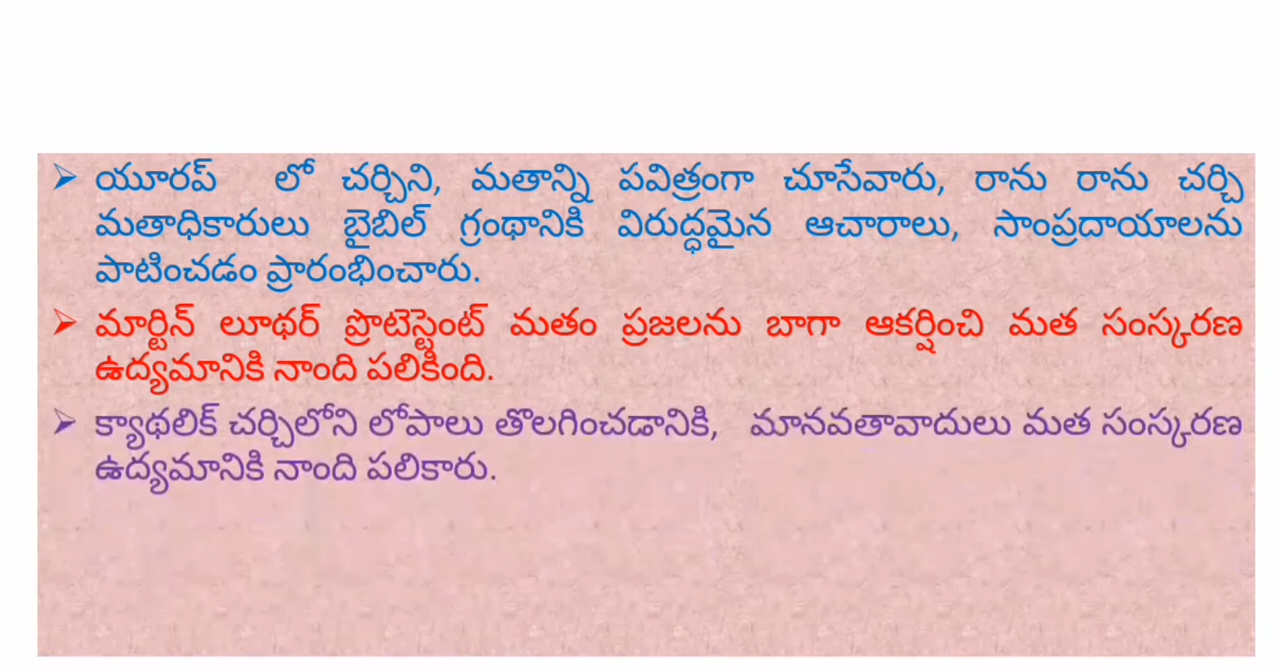 ➢ యూరప్ లో చర్చిని, మతాన్ని పవిత్రంగా చూసేవారు, రాను రాను చర్చి
మతాధికారులు బైబిల్ గ్రంథానికి విరుద్ధమైన ఆచారాలు, సాంప్రదాయాలను
పాటించడం ప్రారంభించారు.
➢ మార్టిన్ లూథర్ ప్రొటెస్టెంట్ మతం ప్రజలను బాగా ఆకర్షించి మత సంస్కరణ
ఉద్యమానికి నాంది పలికింది.
➢ క్యాథలిక్ చర్చిలోని లోపాలు తొలగించడానికి, మానవతావాదులు మత సంస్కరణ
ఉద్యమానికి నాంది పలికారు.